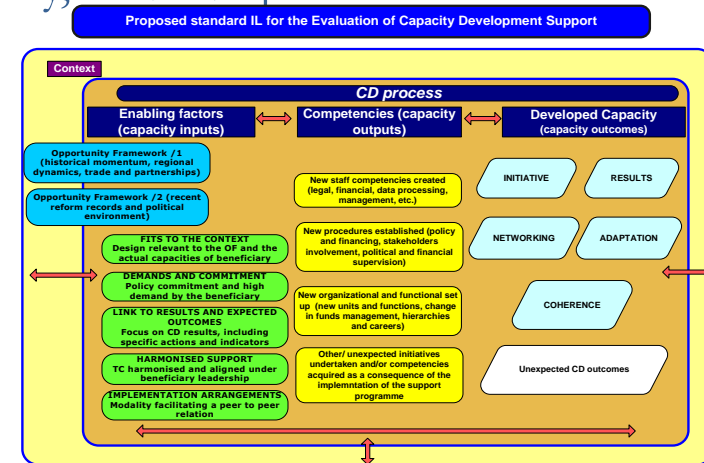 Proposed standard IL for the Evaluation of Capacity Development Support
Context
CD process
Enabling factors
(capacity inputs)
Competencies (capacity
outputs)
Developed Capacity
(capacity outcomes)
Opportunity Framework /1
(historical momentum, regional
dynamics, trade and partnerships)
Opportunity Framework /2 (recent
reform records and political
environment)
FITS TO THE CONTEXT
Design relevant to the OF and the
actual capacities of beneficiary
DEMANDS AND COMMITMENT
Policy commitment and high
demand by the beneficiary
LINK TO RESULTS AND EXPECTED
OUTCOMES
Focus on CD results, including
specific actions and indicators
HARMONISED SUPPORT
TC harmonised and aligned under
beneficiary leadership
IMPLEMENTATION ARRANGEMENTS
Modality facilitating a peer to peer
relation
New staff competencies created
(legal, financial, data processing,
management, etc.)
New procedures established (policy
and financing, stakeholders
involvement, political and financial
supervision)
New organizational and functional set
up (new units and functions, change
in funds management, hierarchies
and careers)
Other/ unexpected initiatives
undertaken and/or competencies
acquired as a consequence of the
implemntation of the support
programme
INITIATIVE
RESULTS
NETWORKING
ADAPTATION
COHERENCE
Unexpected CD outcomes